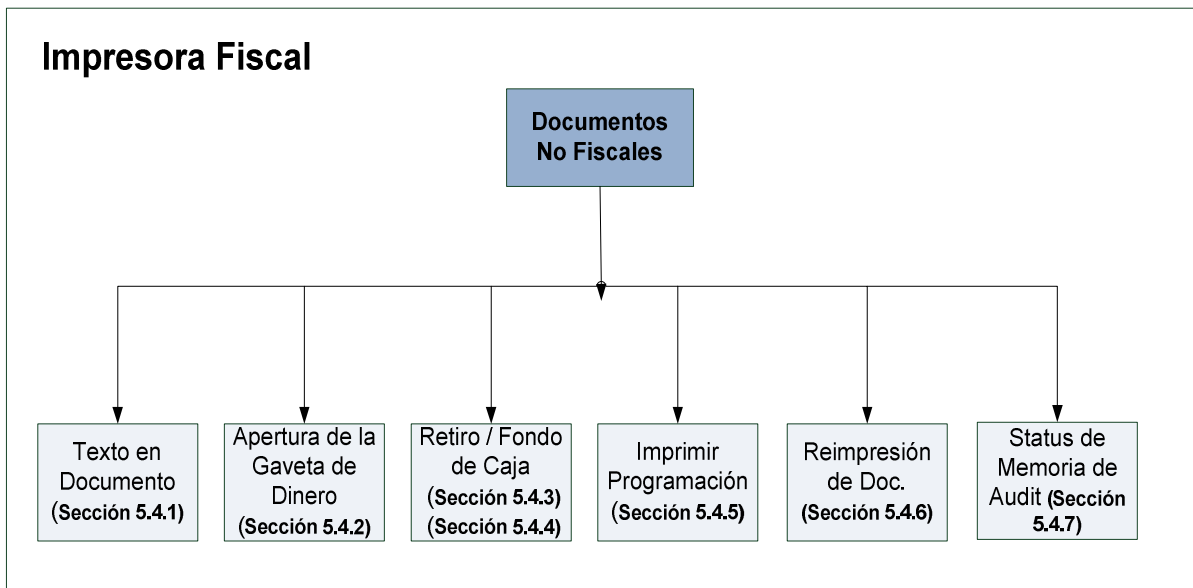 Impresora Fiscal
Documentos
No Fiscales
Texto en
Documento
(Sección 5.4.1)
Apertura de la
Gaveta de
Dinero
(Sección 5.4.2)
Retiro / Fondo
de Caja
(Sección 5.4.3)
(Sección 5.4.4)
Imprimir
Programación
(Sección 5.4.5)
Reimpresión
de Doc.
(Sección 5.4.6)
Status de
Memoria de
Audit (Sección
5.4.7)